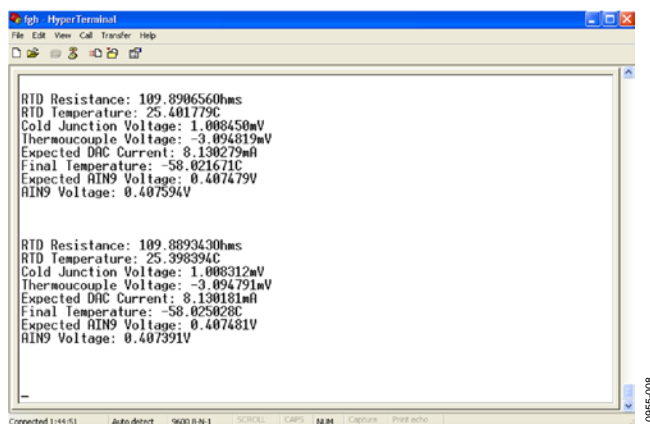 fgh - HyperTerminal
File Edit View Call Transfer Help
RTD Resistance: 109.890656Ohms
RTD Temperature: 25.401779C
Cold Junction Voltage: 1.008450mV
Thermoucouple Voltage: -3.094819mV
Expected DAC Current: 8.130279mA
Final Temperature: -58.021671C
Expected AIN9 Voltage: 0.407479V
AIN9 Voltage: 0.407594V
RTD Resistance: 109.889343Ohms
RTD Temperature: 25.398394C
Cold Junction Voltage: 1.008312mV
Thermoucouple Voltage: -3.094791mV
Expected DAC Current: 8.130181mA
Final Temperature: -58.025028C
Expected AIN9 Voltage: 0.407481V
AIN9 Voltage: 0.407391V
_
Connected 1:44:51 Auto detect 9600 8-N-1 SCROLL CAPS NUM Capture Print echo